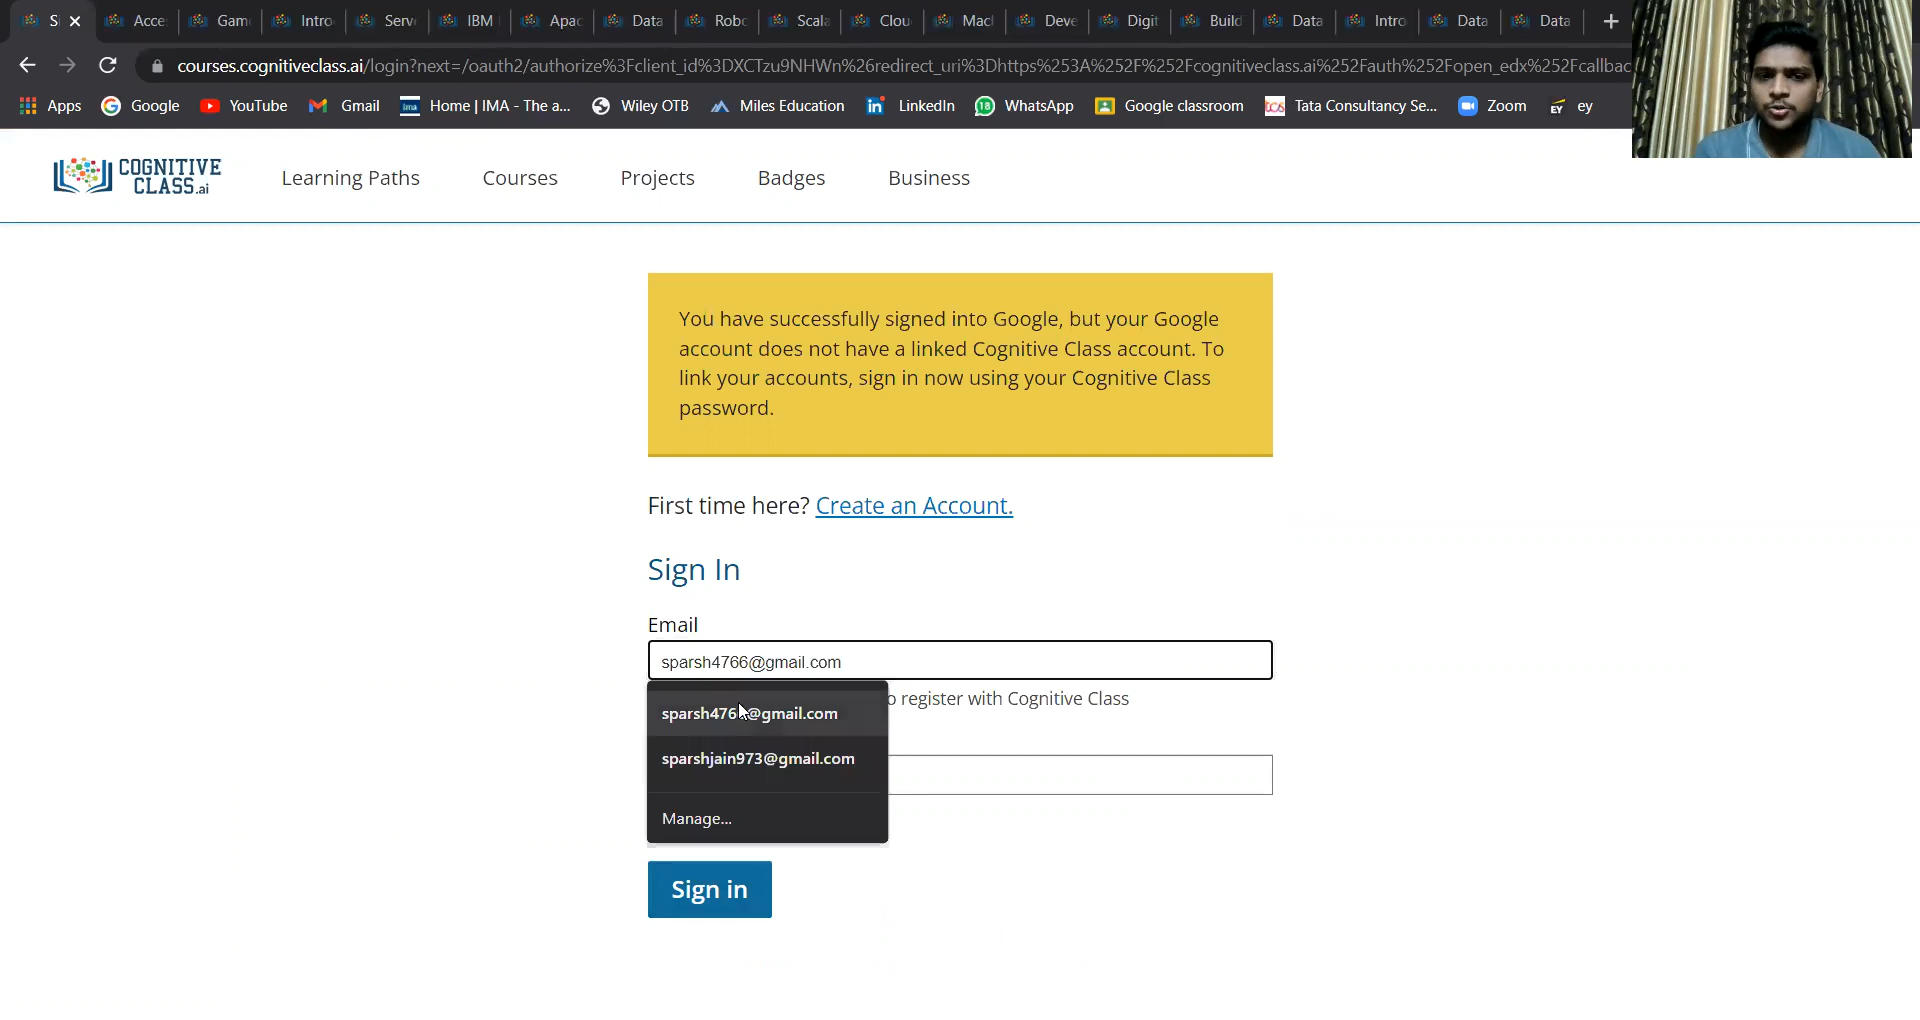 S
Acce
Gam
Intro
Serv
IBM
Apac
Data
Robo
Scala
Clou
Mach
Deve
Digit
Build
Data
Intro
Data
Data
courses.cognitiveclass.ai/login?next=/oauth2/authorize%3Fclient_id%3DXCTzu9NHWn%26redirect_uri%3Dhttps%253A%252F%252Fcognitiveclass.ai%252Fauth%252Fopen_edx%252Fcallbac
Apps
Google
YouTube
Gmail
Home | IMA - The a...
Wiley OTB
Miles Education
LinkedIn
WhatsApp
Google classroom
Tata Consultancy Se...
Zoom
ey
COGNITIVE
CLASS.ai
Learning Paths
Courses
Projects
Badges
Business
You have successfully signed into Google, but your Google
account does not have a linked Cognitive Class account. To
link your accounts, sign in now using your Cognitive Class
password.
First time here? Create an Account.
Sign In
Email
sparsh4766@gmail.com
o register with Cognitive Class
sparsh4766@gmail.com
sparshjain973@gmail.com
Manage...
Sign in